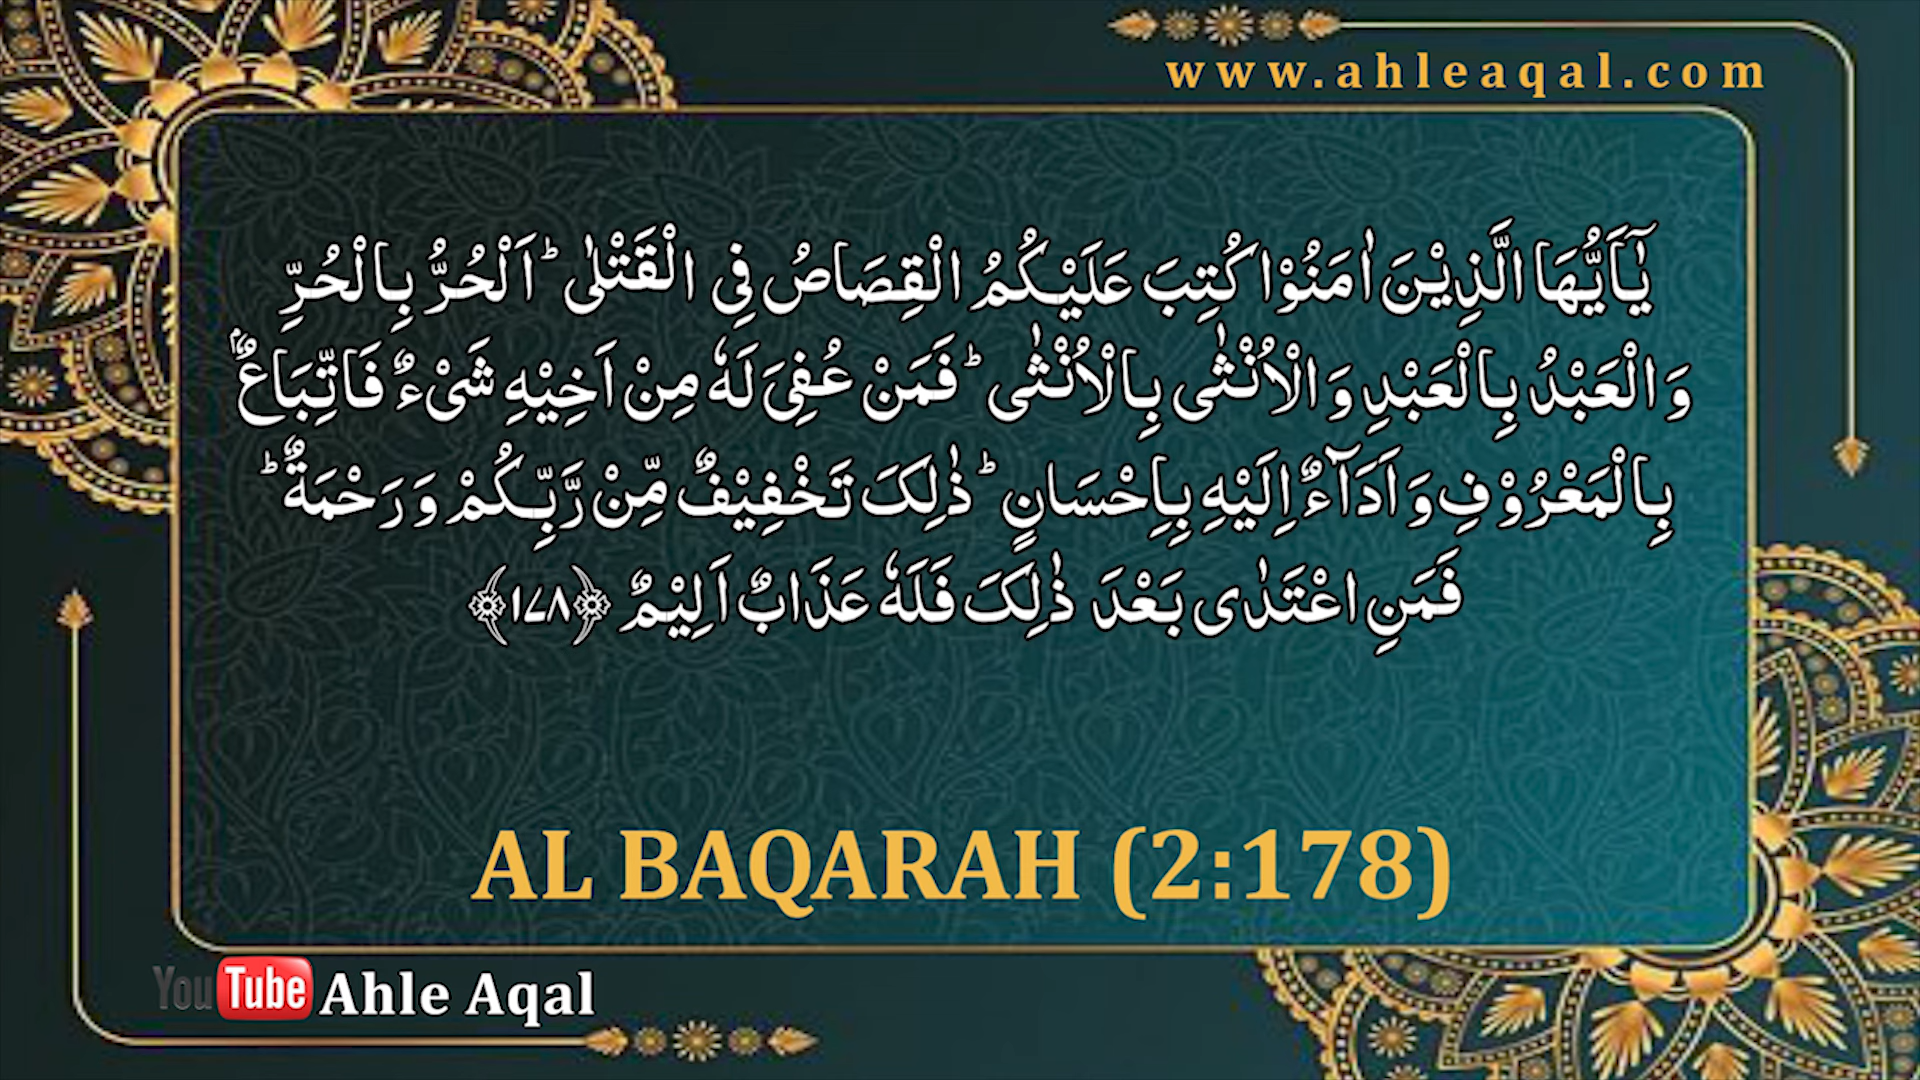 www.ahleaqal.com
يٰٓاَيُّهَا الَّذِيْنَ اٰمَنُوْا كُتِبَ عَلَيْكُمُ الْقِصَاصُ فِى الْقَتْلٰى ؕ اَلْحُرُّ بِالْحُرِّ
وَالْعَبْدُ بِالْعَبْدِ وَالْاُنْثٰى بِالْاُنْثٰى ؕ فَمَنْ عُفِىَ لَهٗ مِنْ اَخِيْهِ شَىْءٌ فَاتِّبَاعٌۢ
بِالْمَعْرُوْفِ وَاَدَآءٌ اِلَيْهِ بِاِحْسَانٍ ؕ ذٰلِكَ تَخْفِيْفٌ مِّنْ رَّبِّكُمْ وَرَحْمَةٌ ؕ
فَمَنِ اعْتَدٰى بَعْدَ ذٰلِكَ فَلَهٗ عَذَابٌ اَلِيْمٌ ﴿۱۷۸﴾
AL BAQARAH (2:178)
YouTube Ahle Aqal